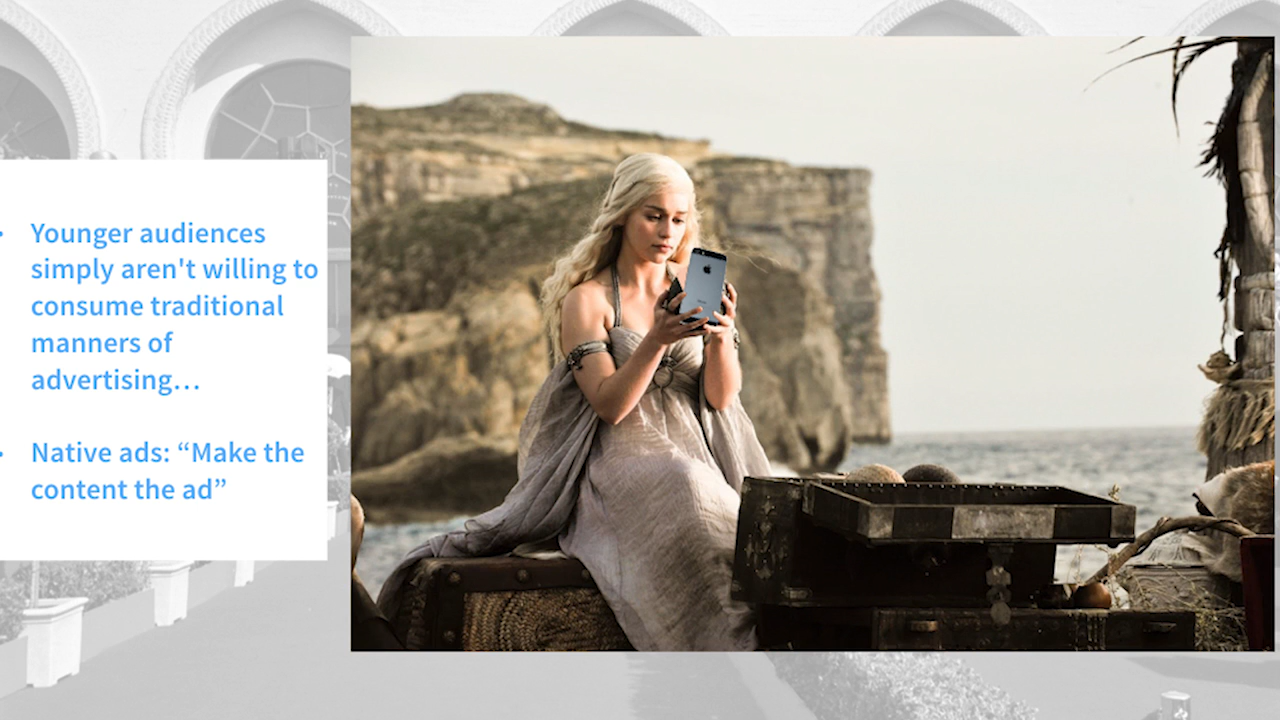 • Younger audiences
simply aren't willing to
consume traditional
manners of
advertising…
• Native ads: “Make the
content the ad”